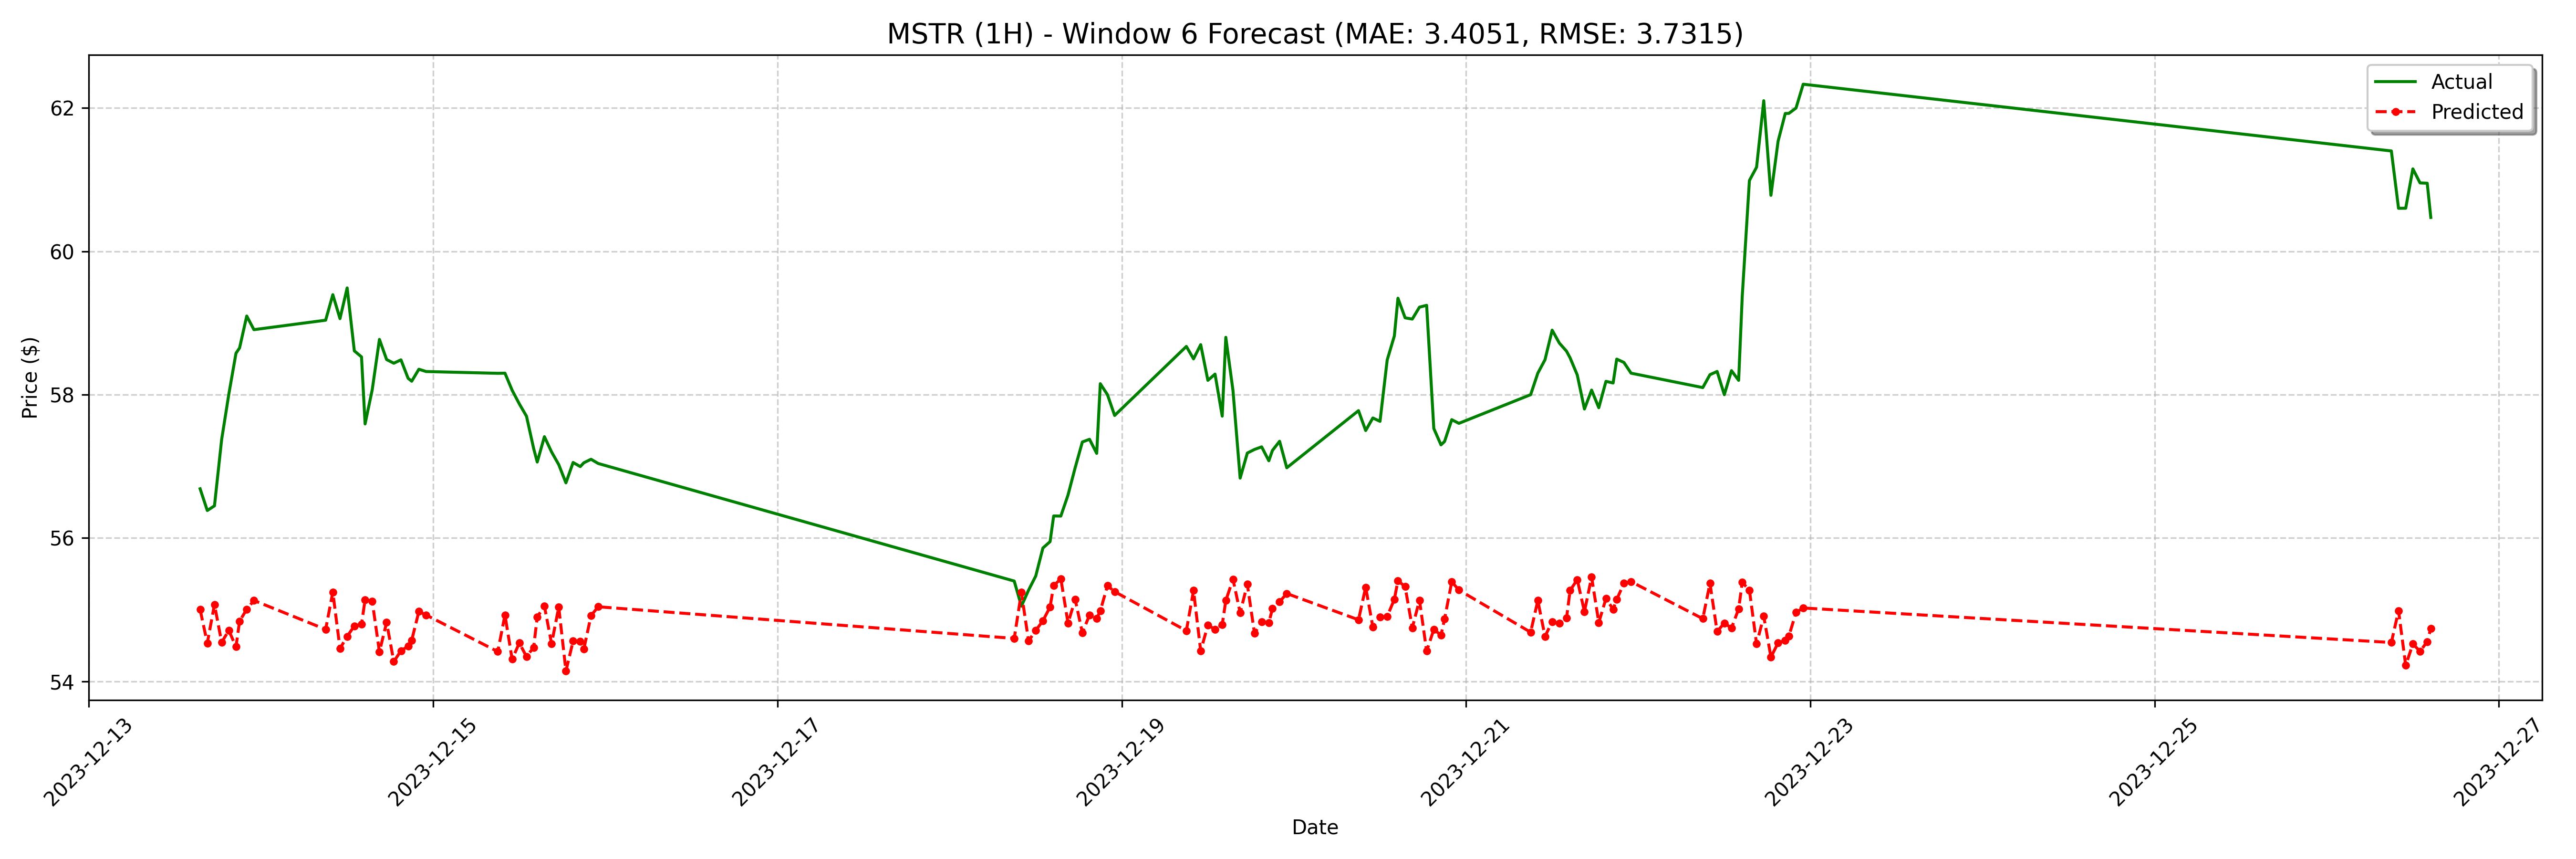 MSTR (1H) - Window 6 Forecast (MAE: 3.4051, RMSE: 3.7315)
Actual
Predicted
Price ($)
62
60
58
56
54
2023-12-13
2023-12-15
2023-12-17
2023-12-19
2023-12-21
2023-12-23
2023-12-25
2023-12-27
Date